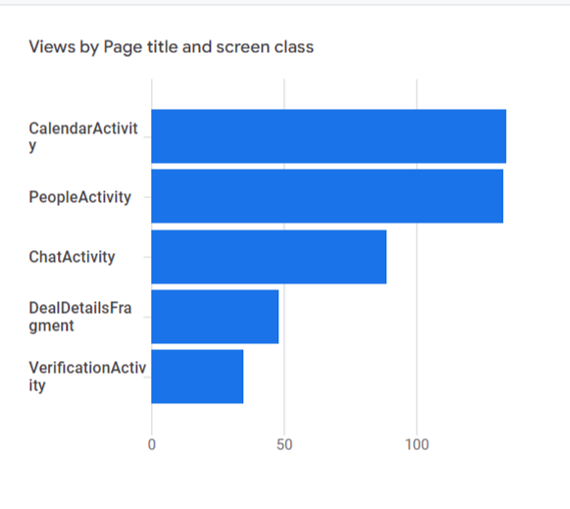 Views by Page title and screen class
CalendarActivit
y
PeopleActivity
ChatActivity
DealDetailsFra
gment
VerificationActiv
ity
0 50 100